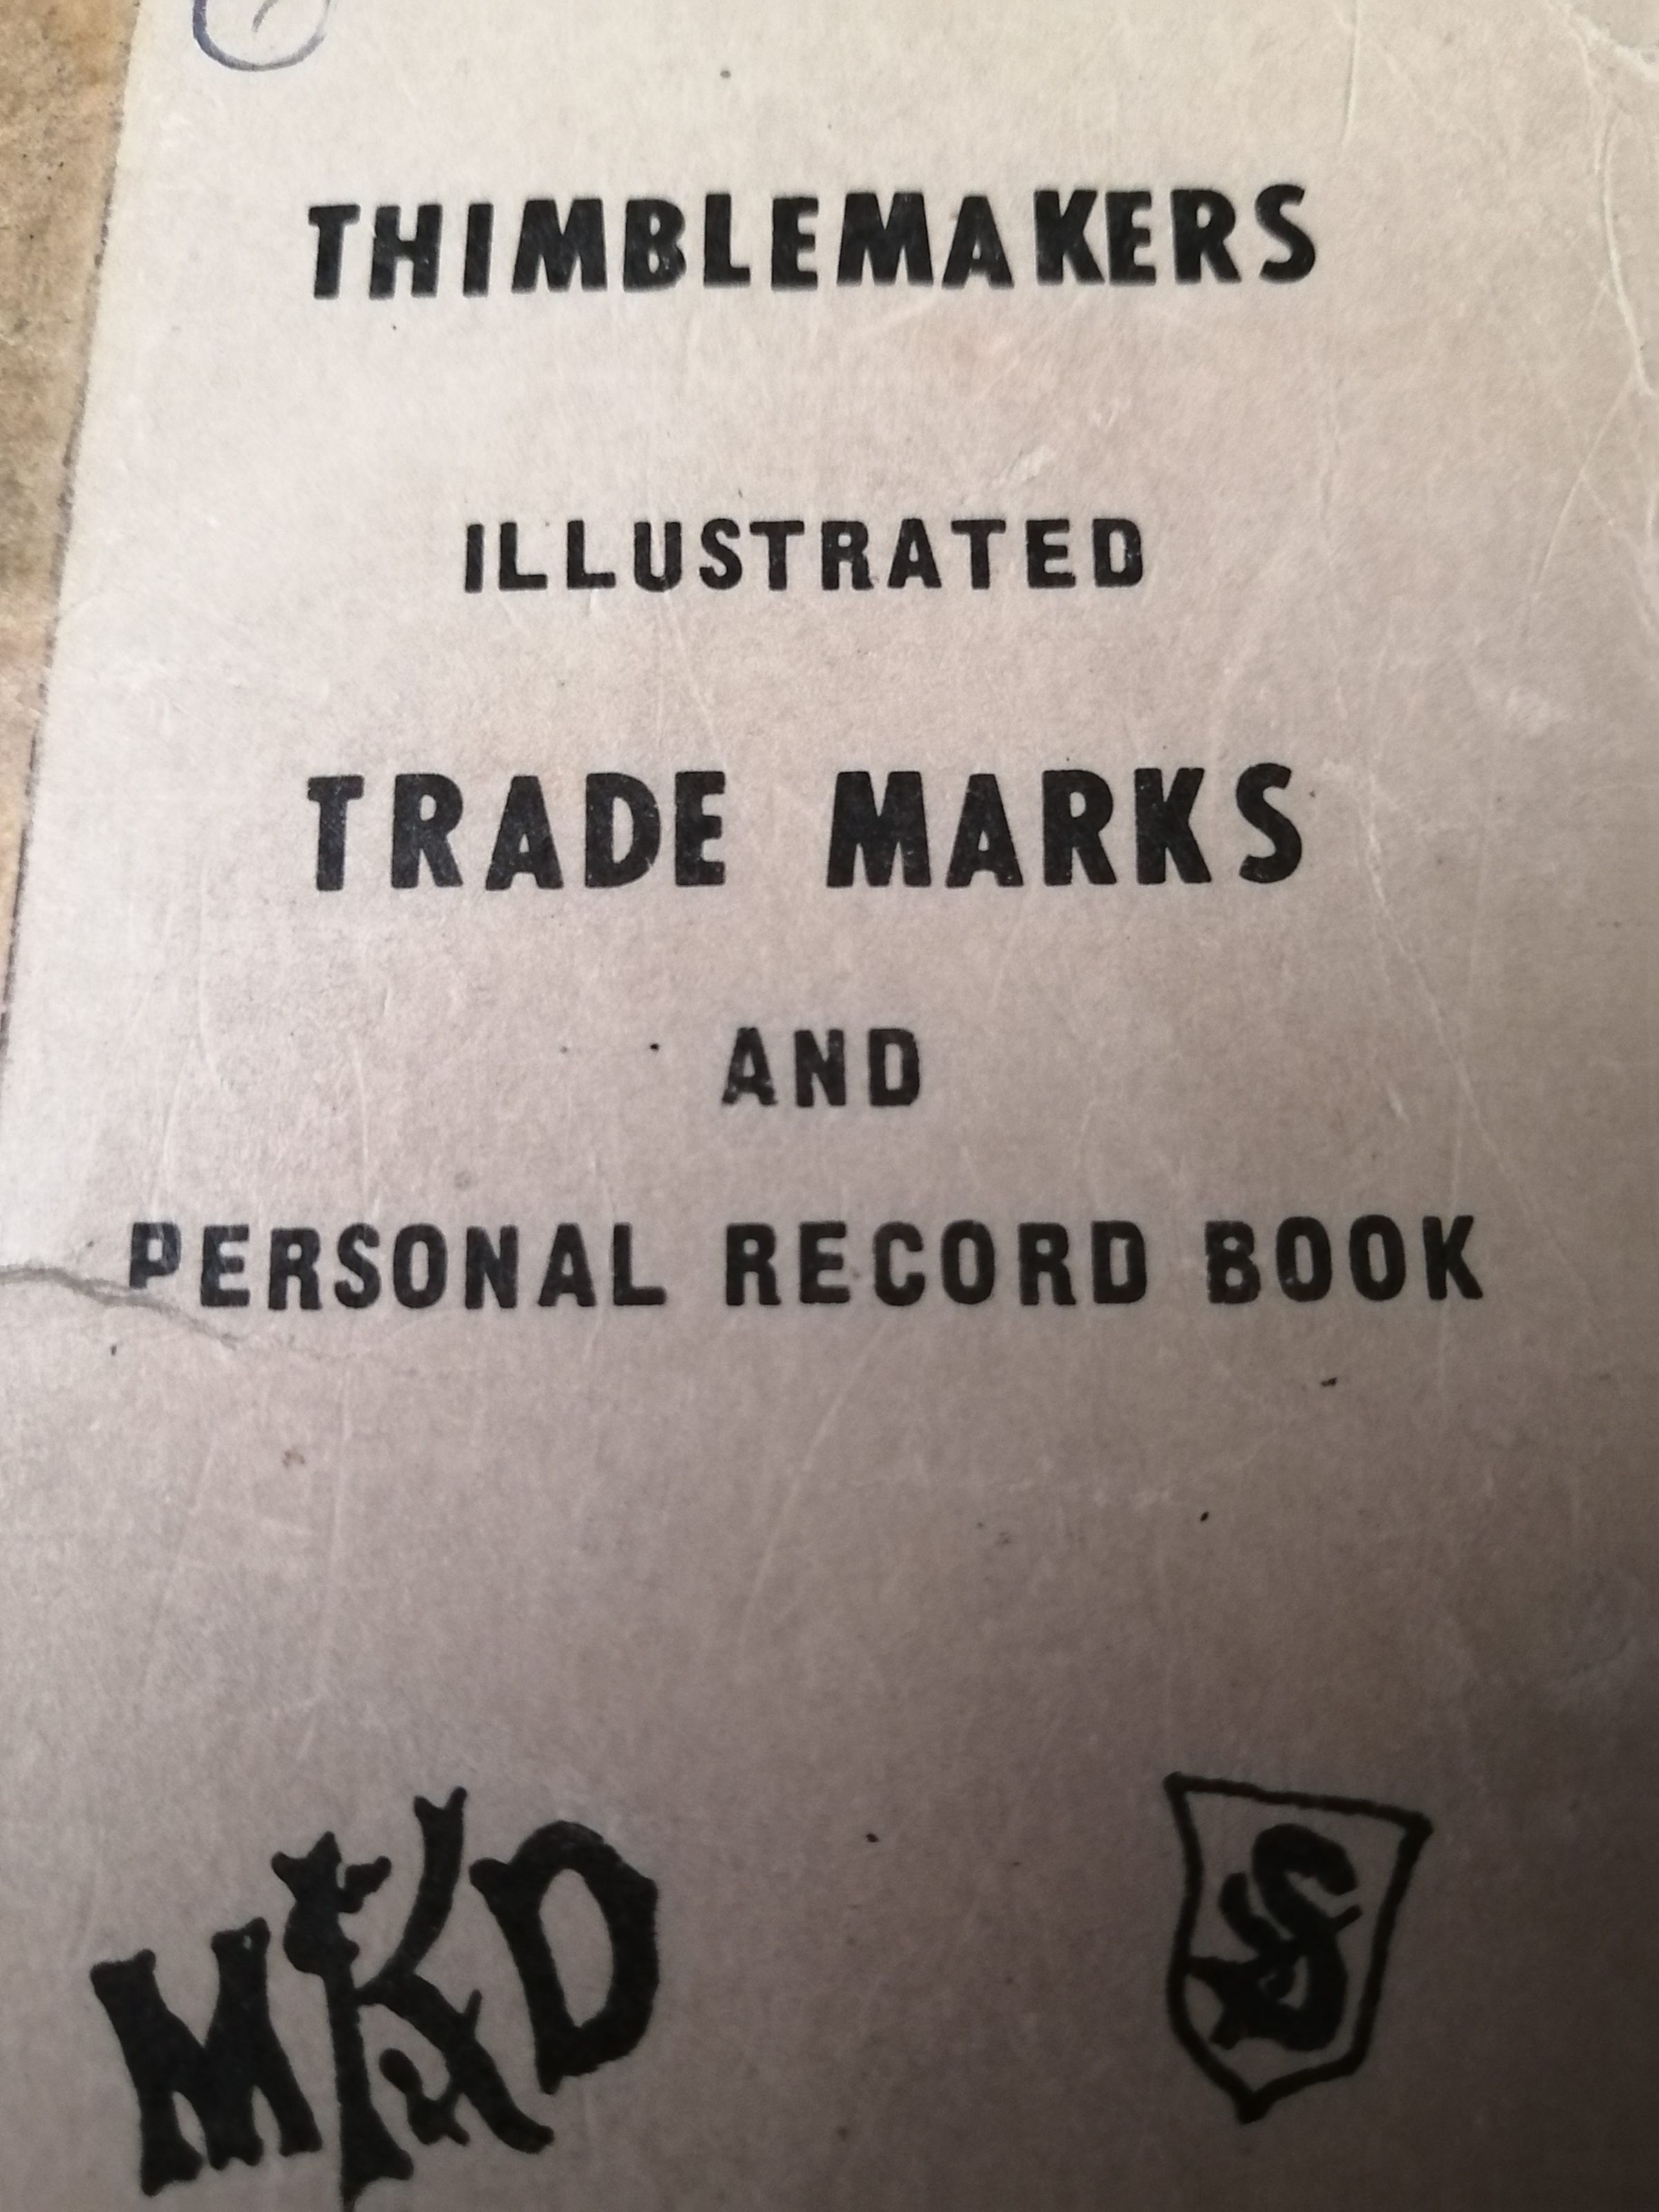 THIMBLEMAKERS
ILLUSTRATED
TRADE MARKS
AND
PERSONAL RECORD BOOK
MKD S